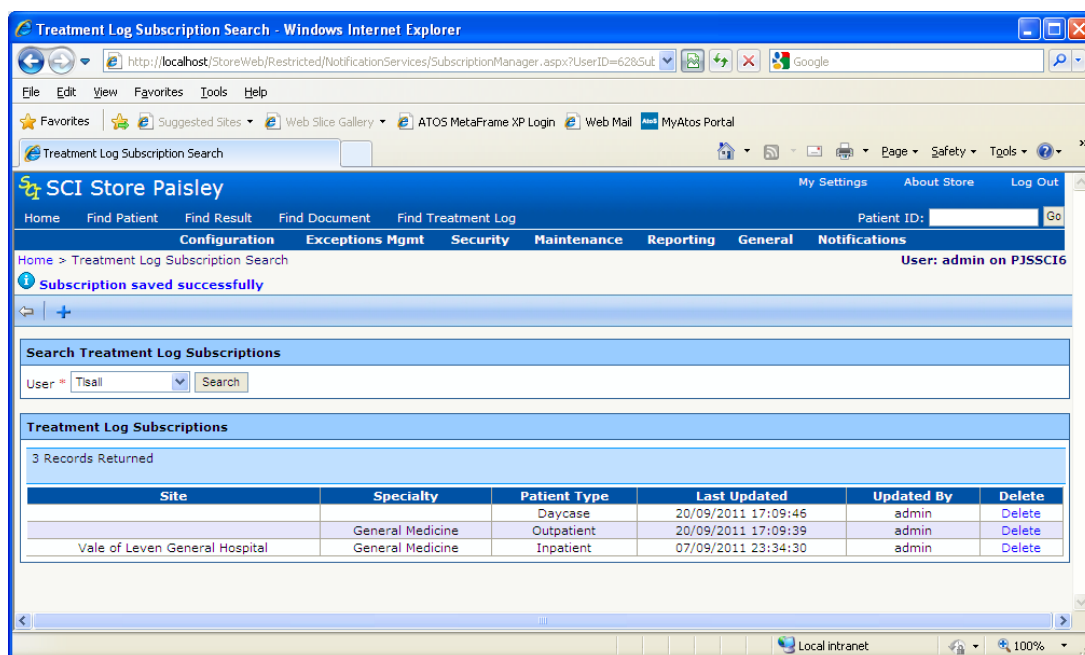 Treatment Log Subscription Search - Windows Internet Explorer
http://localhost/StoreWeb/Restricted/NotificationServices/SubscriptionManager.aspx?UserID=62&Sub
Google
File Edit View Favorites Tools Help
Favorites Suggested Sites Web Slice Gallery ATOS MetaFrame XP Login Web Mail AtoS MyAtos Portal
Treatment Log Subscription Search Page Safety Tools
SCI Store Paisley My Settings About Store Log Out
Home Find Patient Find Result Find Document Find Treatment Log Patient ID: Go
Configuration Exceptions Mgmt Security Maintenance Reporting General Notifications
Home > Treatment Log Subscription Search User: admin on PJSSCI6
Subscription saved successfully
Search Treatment Log Subscriptions
User * Search
Treatment Log Subscriptions
3 Records Returned
Site Specialty Patient Type Last Updated Updated By Delete
Daycase 20/09/2011 17:09:46 admin Delete
General Medicine Outpatient 20/09/2011 17:09:39 admin Delete
Vale of Leven General Hospital General Medicine Inpatient 07/09/2011 23:34:30 admin Delete
Local intranet 100%